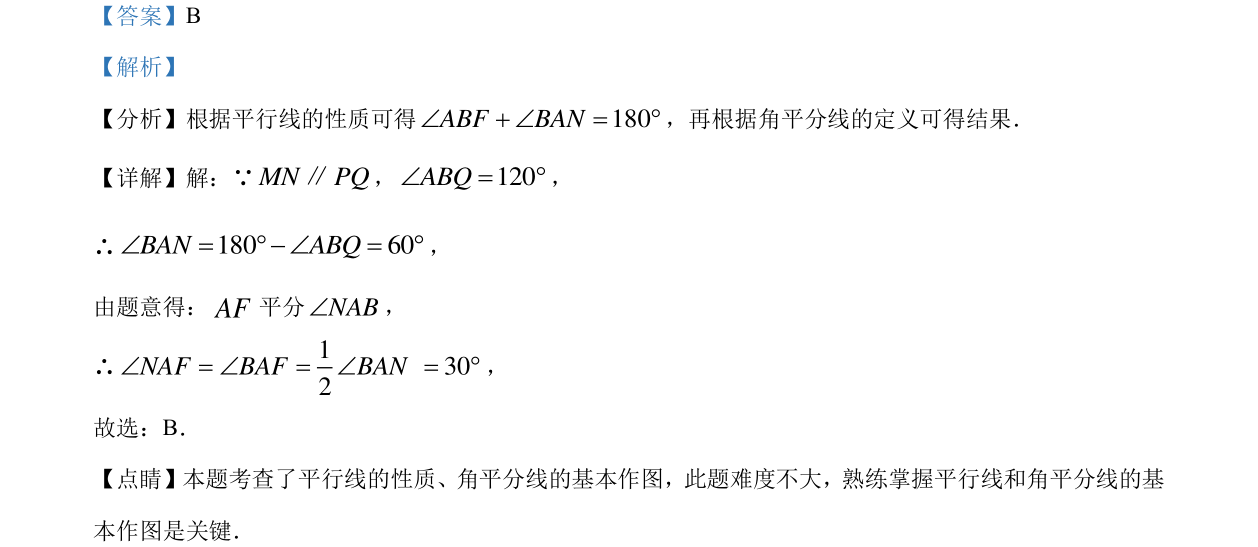 【答案】B
【解析】
【分析】根据平行线的性质可得∠ABF + ∠BAN = 180°，再根据角平分线的定义可得结果．
【详解】解：∵ MN ∥ PQ，∠ABQ = 120°，
∴ ∠BAN = 180° − ∠ABQ = 60°，
由题意得： AF 平分∠NAB，
∴ ∠NAF = ∠BAF = 1/2 ∠BAN = 30°，
故选：B．
【点睛】本题考查了平行线的性质、角平分线的基本作图，此题难度不大，熟练掌握平行线和角平分线的基
本作图是关键．